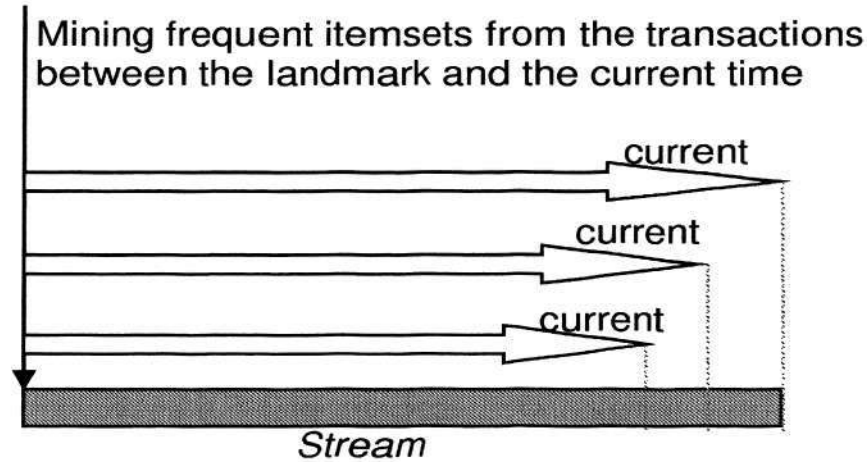 Mining frequent itemsets from the transactions
between the landmark and the current time
current
current
current
Stream